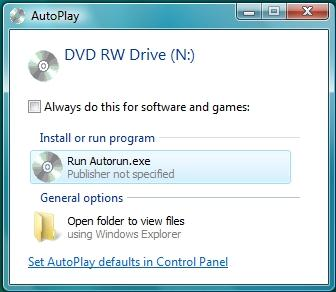 AutoPlay
DVD RW Drive (N:)
Always do this for software and games:
Install or run program
Run Autorun.exe
Publisher not specified
General options
Open folder to view files
using Windows Explorer
Set AutoPlay defaults in Control Panel